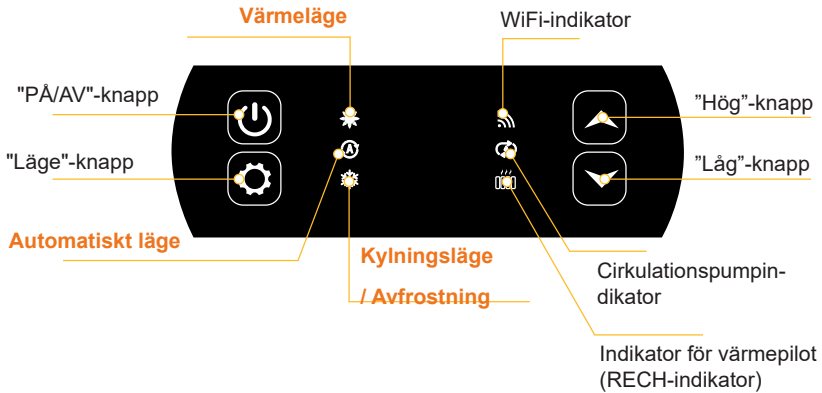 Värmeläge
WiFi-indikator
"PÅ/AV"-knapp
”Hög”-knapp
"Läge"-knapp
A
”Låg”-knapp
Automatiskt läge
Kylningsläge
/ Avfrostning
Cirkulationspumpin-
dikator
Indikator för värmepilot
(RECH-indikator)